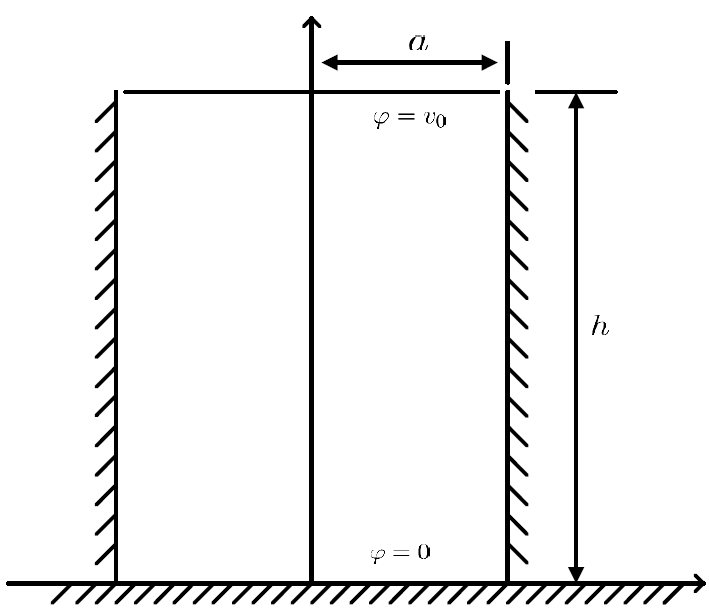 a
φ = v₀
h
φ = 0